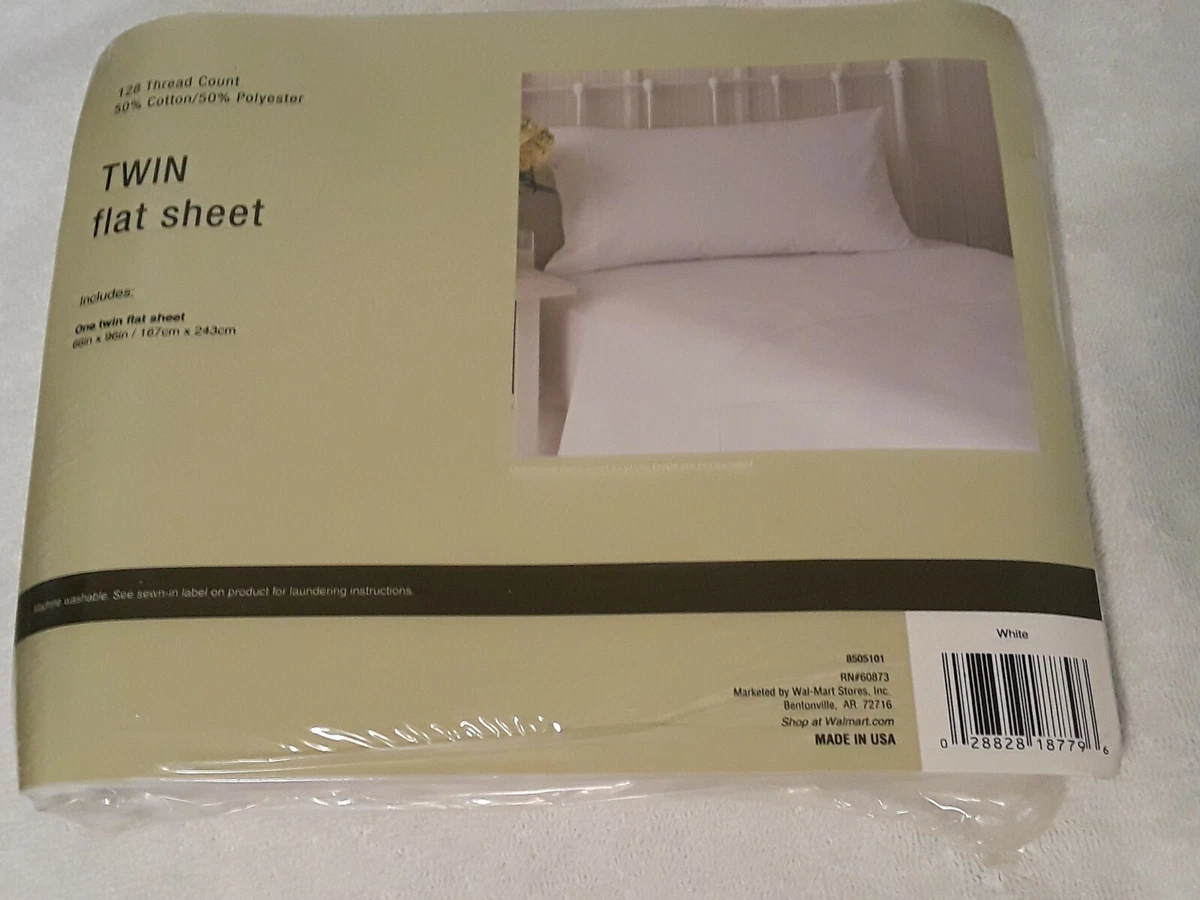 128 Thread Count
50% Cotton/50% Polyester
TWIN
flat sheet
Includes:
One twin flat sheet
66in x 96in / 167cm x 243cm
Machine washable. See sewn-in label on product for laundering instructions.
White
8505101
RN#60873
Marketed by Wal-Mart Stores, Inc.
Bentonville, AR 72716
Shop at Walmart.com
MADE IN USA
0 28828 18779 6